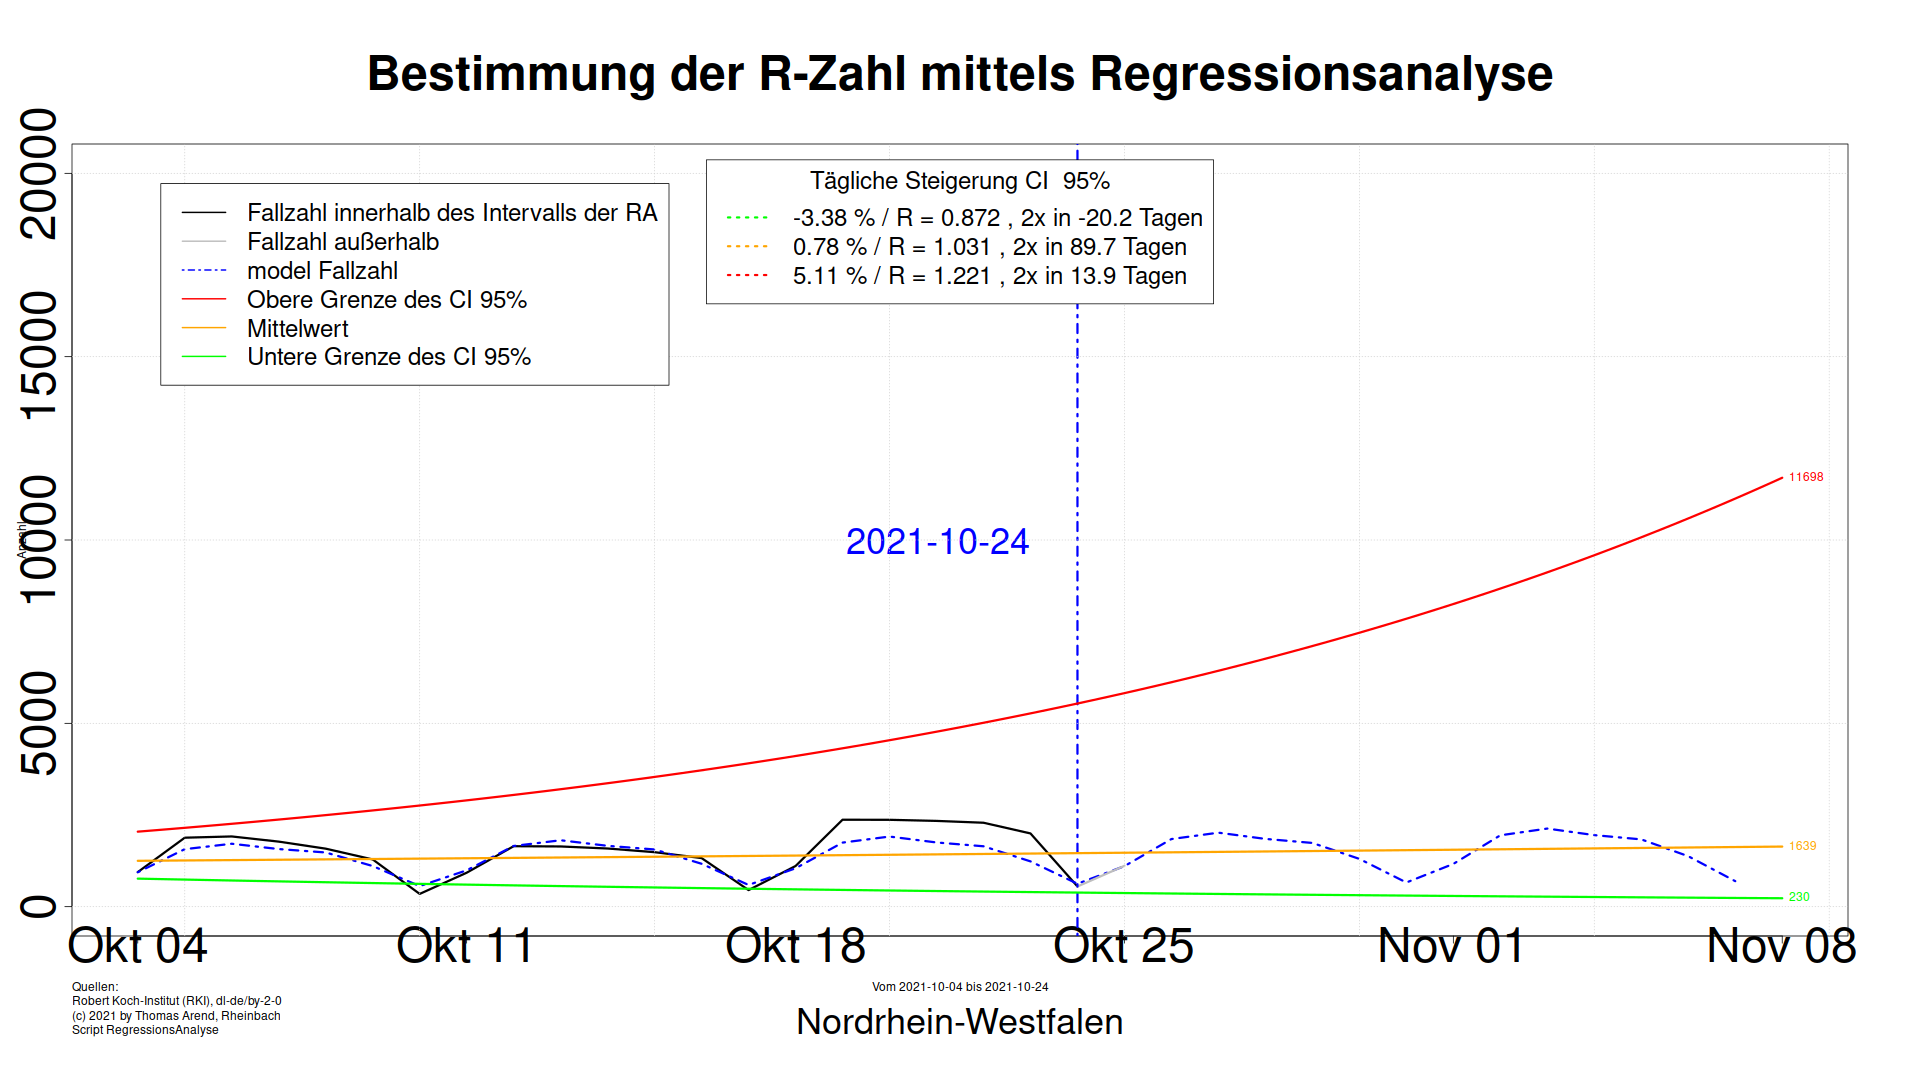 Bestimmung der R-Zahl mittels Regressionsanalyse
Anzahl
20000
15000
10000
5000
0
Fallzahl innerhalb des Intervalls der RA
Fallzahl außerhalb
model Fallzahl
Obere Grenze des CI 95%
Mittelwert
Untere Grenze des CI 95%
Tägliche Steigerung CI 95%
-3.38 % / R = 0.872 , 2x in -20.2 Tagen
0.78 % / R = 1.031 , 2x in 89.7 Tagen
5.11 % / R = 1.221 , 2x in 13.9 Tagen
2021-10-24
11698
1639
230
Okt 04 Okt 11 Okt 18 Okt 25 Nov 01 Nov 08
Quellen:
Robert Koch-Institut (RKI), dl-de/by-2-0
(c) 2021 by Thomas Arend, Rheinbach
Script RegressionsAnalyse
Vom 2021-10-04 bis 2021-10-24
Nordrhein-Westfalen